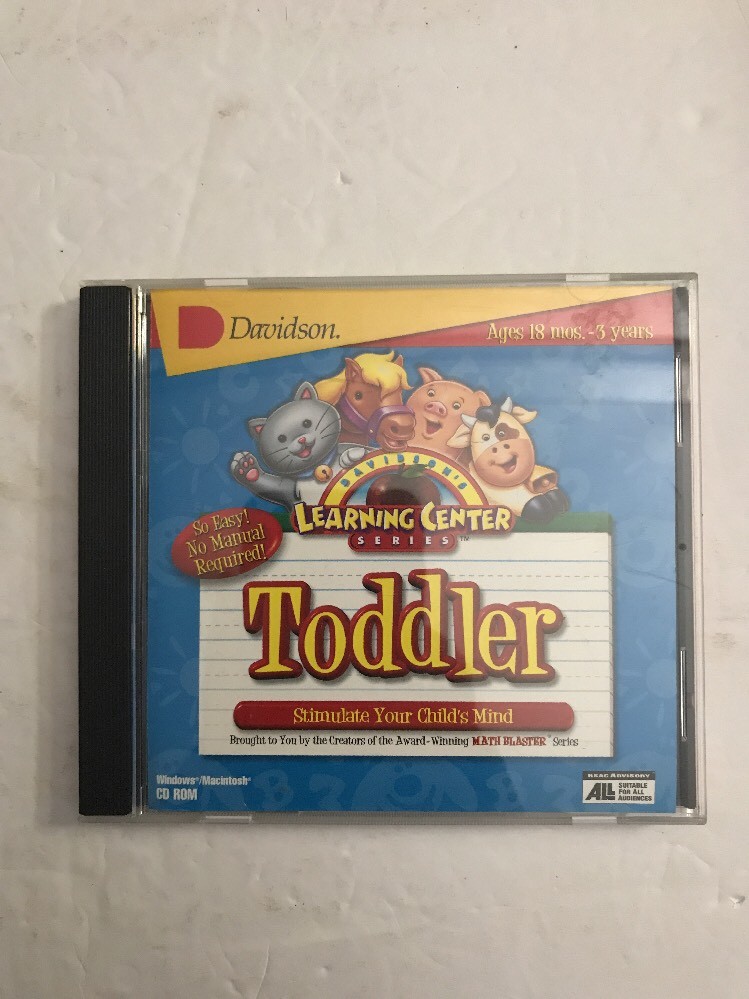 Davidson.
Ages 18 mos. -3 years
DAVIDSON'S
LEARNING CENTER
SERIES™
So Easy!
No Manual
Required!
Toddler
Stimulate Your Child's Mind
Brought to You by the Creators of the Award-Winning MATH BLASTER® Series
Windows®/Macintosh®
CD ROM
RSAC ADVISORY
ALL
SUITABLE
FOR ALL
AUDIENCES